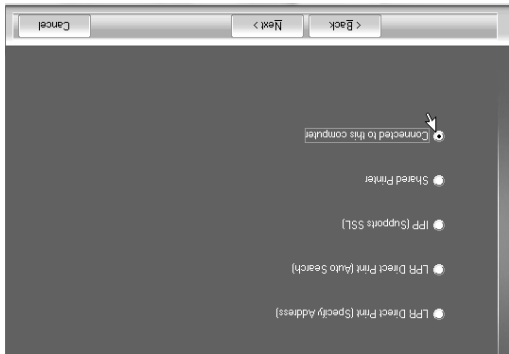 LPR Direct Print (Specify Address)
LPR Direct Print (Auto Search)
IPP (Supports SSL)
Shared Printer
Connected to this computer
< Back Next > Cancel